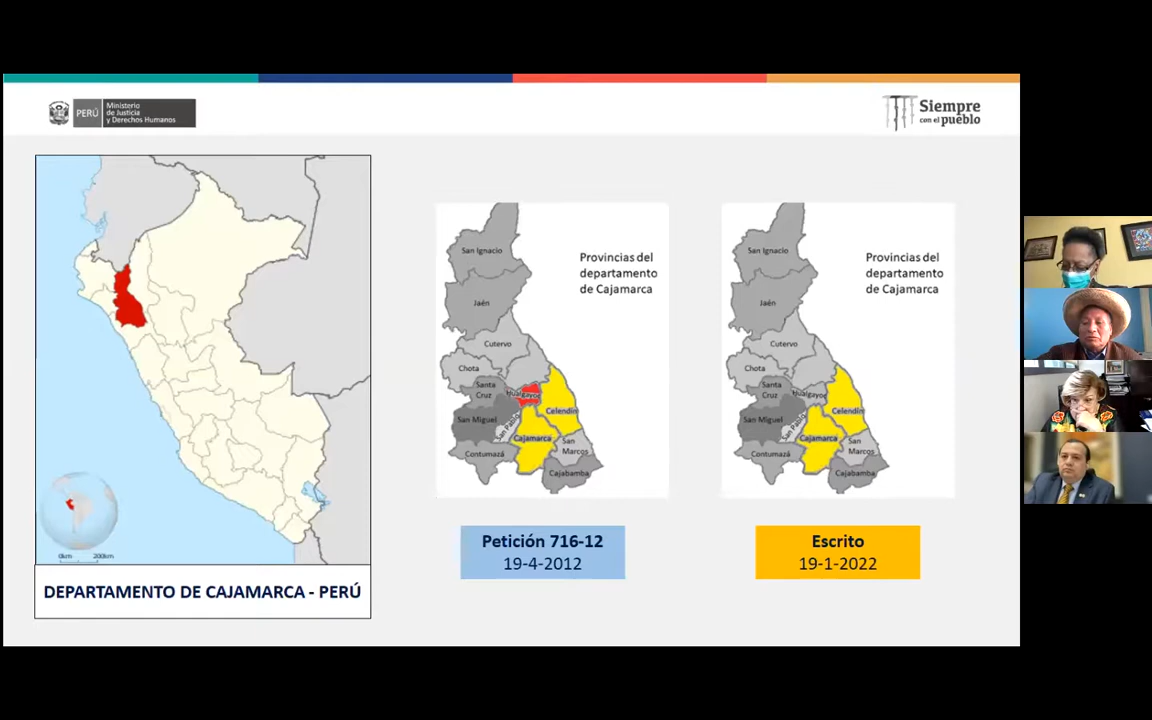 PERÚ
Ministerio
de Justicia
y Derechos Humanos
Siempre
con el pueblo
0km 200km
DEPARTAMENTO DE CAJAMARCA - PERÚ
San Ignacio
Jaén
Cutervo
Chota
Santa
Cruz
Hualgayoc
San Miguel
San Pablo
Celendín
Cajamarca
San
Marcos
Contumazá
Cajabamba
Provincias del
departamento
de Cajamarca
Petición 716-12
19-4-2012
San Ignacio
Jaén
Cutervo
Chota
Santa
Cruz
Hualgayoc
San Miguel
San Pablo
Celendín
Cajamarca
San
Marcos
Contumazá
Cajabamba
Provincias del
departamento
de Cajamarca
Escrito
19-1-2022